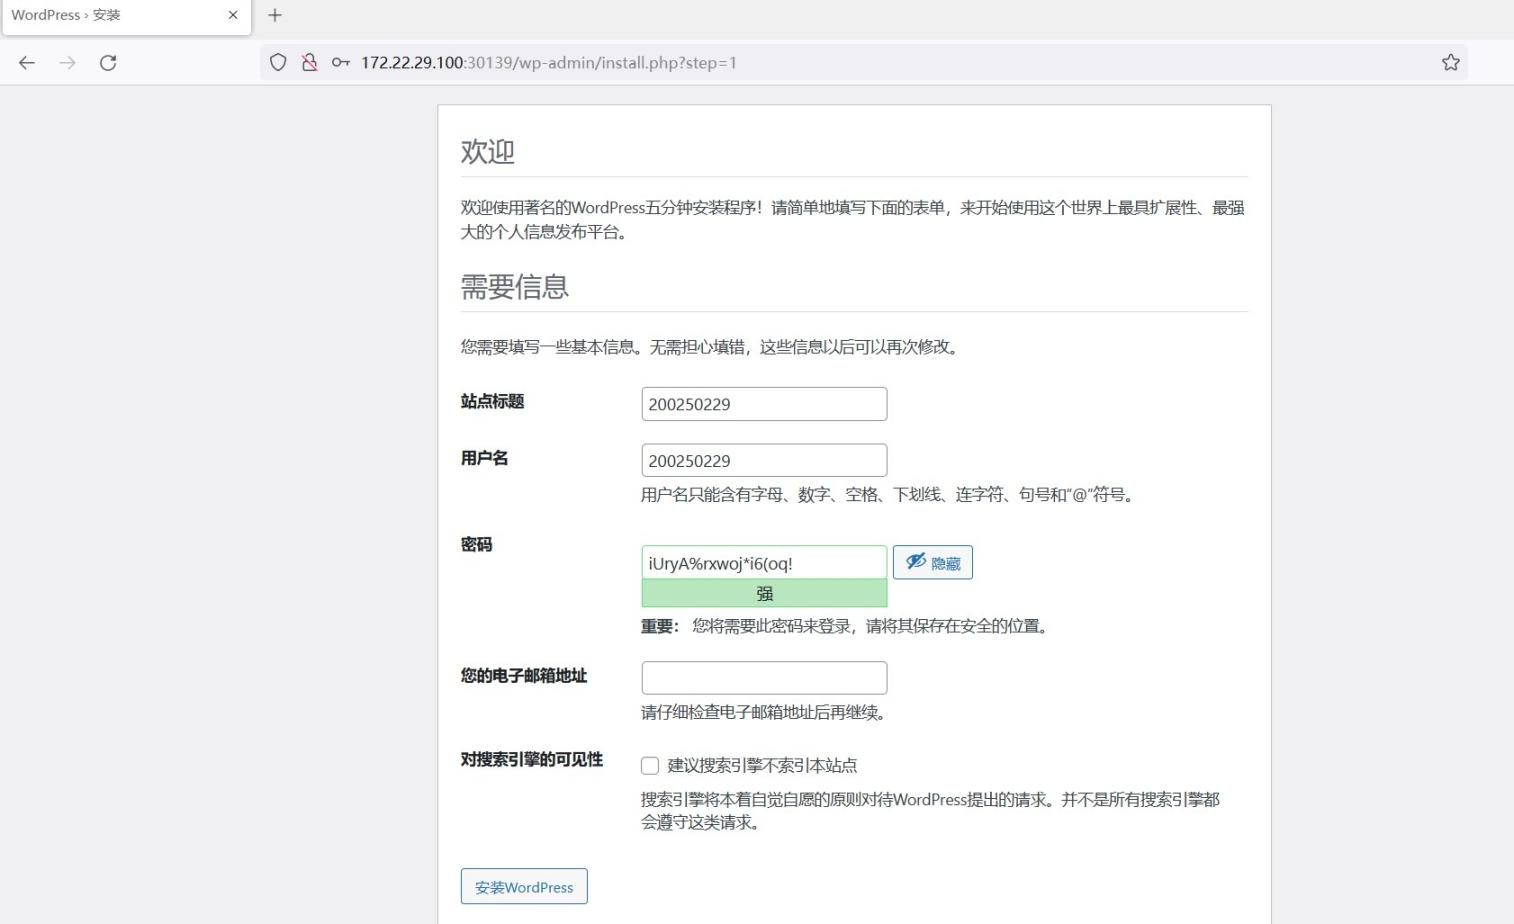 WordPress › 安装
172.22.29.100:30139/wp-admin/install.php?step=1
欢迎
欢迎使用著名的WordPress五分钟安装程序！请简单地填写下面的表单，来开始使用这个世界上最具扩展性、最强
大的个人信息发布平台。
需要信息
您需要填写一些基本信息。无需担心填错，这些信息以后可以再次修改。
站点标题
200250229
用户名
200250229
用户名只能含有字母、数字、空格、下划线、连字符、句号和“@”符号。
密码
iUryA%rxwoj*i6(oq!
隐藏
强
重要： 您将需要此密码来登录，请将其保存在安全的位置。
您的电子邮箱地址
请仔细检查电子邮箱地址后再继续。
对搜索引擎的可见性
建议搜索引擎不索引本站点
搜索引擎将本着自觉自愿的原则对待WordPress提出的请求。并不是所有搜索引擎都
会遵守这类请求。
安装WordPress